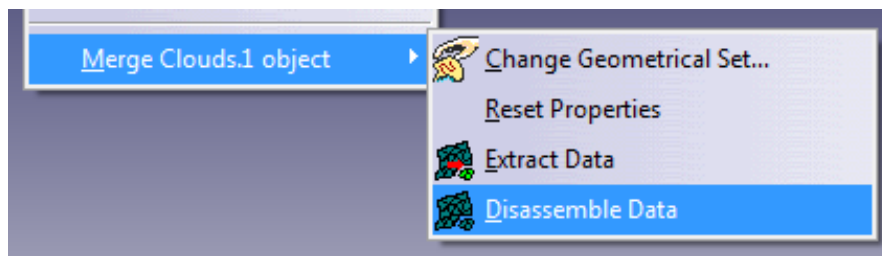 Merge Clouds.1 object
Change Geometrical Set...
Reset Properties
Extract Data
Disassemble Data